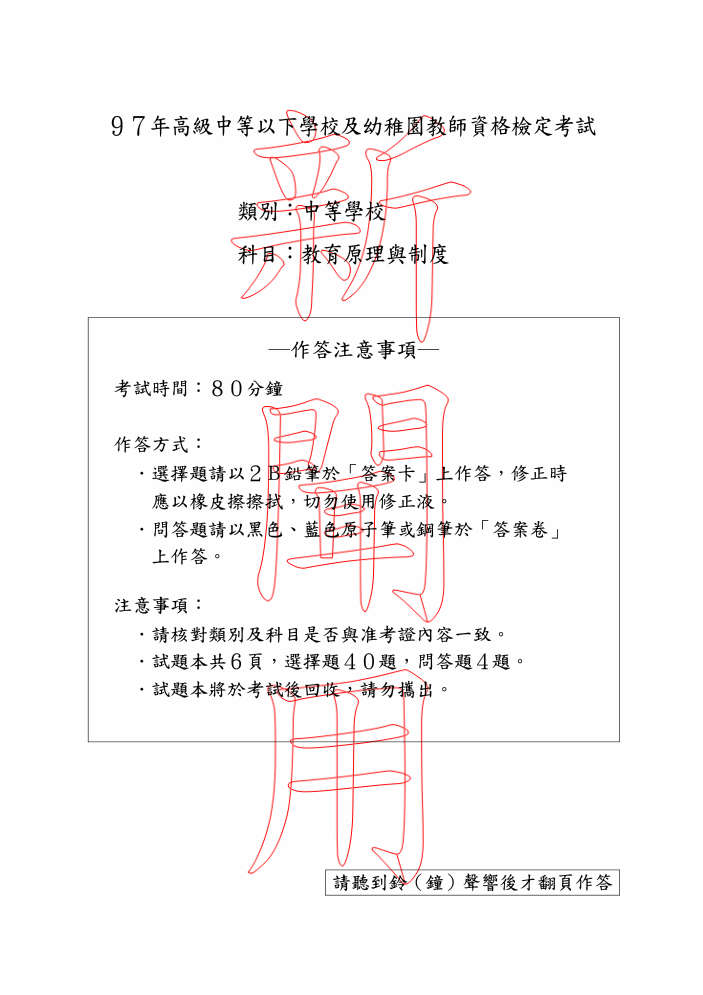 ９７年高級中等以下學校及幼稚園教師資格檢定考試
類別：中等學校
科目：教育原理與制度
—作答注意事項—
考試時間：８０分鐘
作答方式：
．選擇題請以２Ｂ鉛筆於「答案卡」上作答，修正時
應以橡皮擦擦拭，切勿使用修正液。
．問答題請以黑色、藍色原子筆或鋼筆於「答案卷」
上作答。
注意事項：
．請核對類別及科目是否與准考證內容一致。
．試題本共６頁，選擇題４０題，問答題４題。
．試題本將於考試後回收，請勿攜出。
請聽到鈴（鐘）聲響後才翻頁作答
新聞用